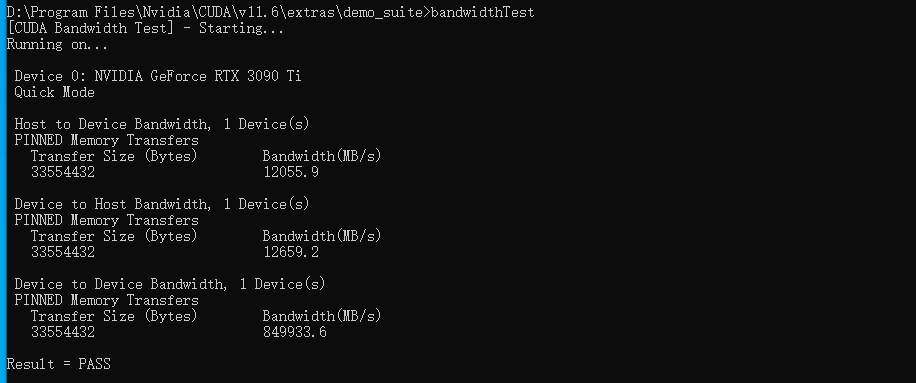 D:\Program Files\Nvidia\CUDA\v11.6\extras\demo_suite>bandwidthTest
[CUDA Bandwidth Test] - Starting...
Running on...
Device 0: NVIDIA GeForce RTX 3090 Ti
Quick Mode
Host to Device Bandwidth, 1 Device(s)
PINNED Memory Transfers
Transfer Size (Bytes) Bandwidth(MB/s)
33554432 12055.9
Device to Host Bandwidth, 1 Device(s)
PINNED Memory Transfers
Transfer Size (Bytes) Bandwidth(MB/s)
33554432 12659.2
Device to Device Bandwidth, 1 Device(s)
PINNED Memory Transfers
Transfer Size (Bytes) Bandwidth(MB/s)
33554432 849933.6
Result = PASS